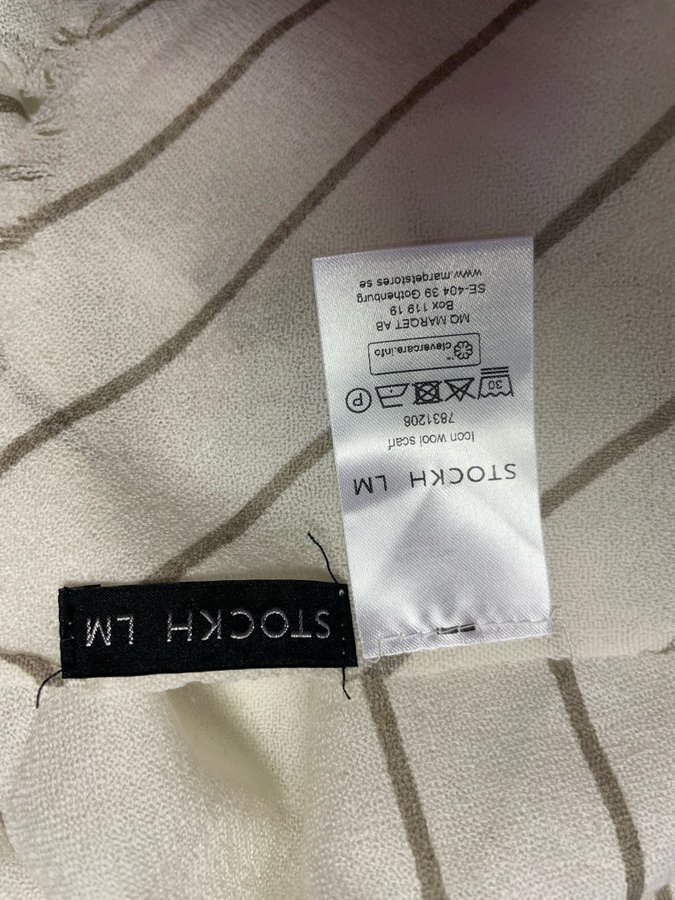 STOCKH LM
Icon wool scarf
7831208
30
P
clevercare.info
MQ MARQET AB
Box 119 19
SE-404 39 Gothenburg
www.marqetstores.se
STOCKH LM